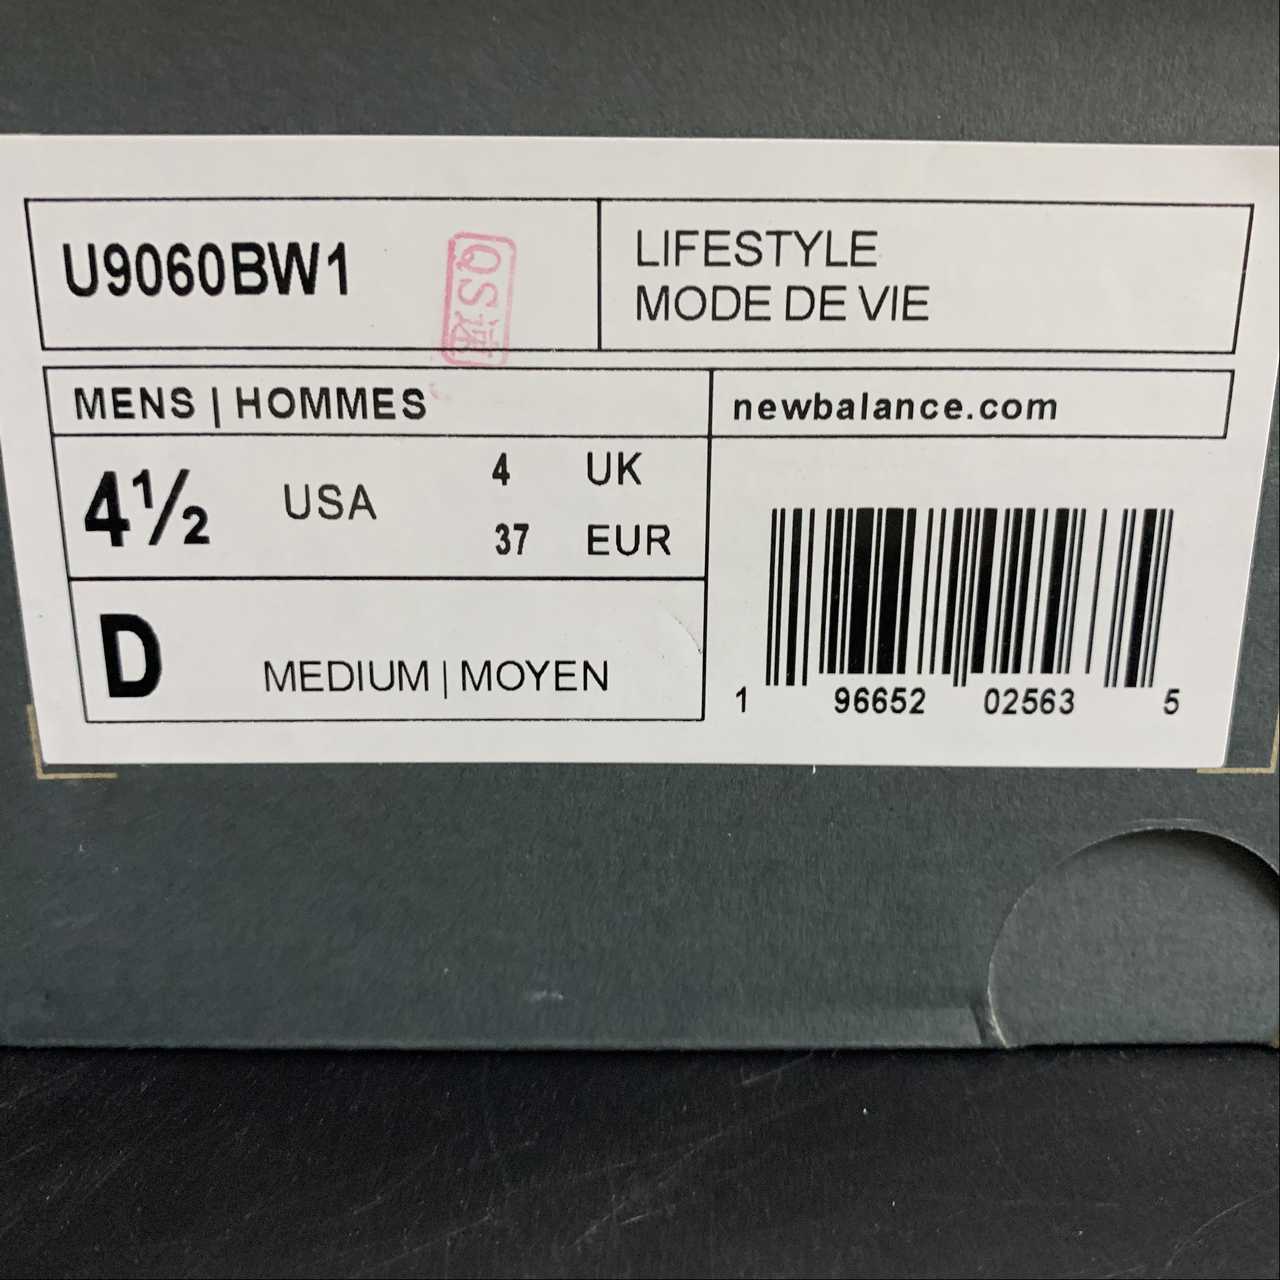 U9060BW1
QS
LIFESTYLE
MODE DE VIE
MENS | HOMMES
newbalance.com
4½ USA
4 UK
37 EUR
D
MEDIUM | MOYEN
1 96652 02563 5